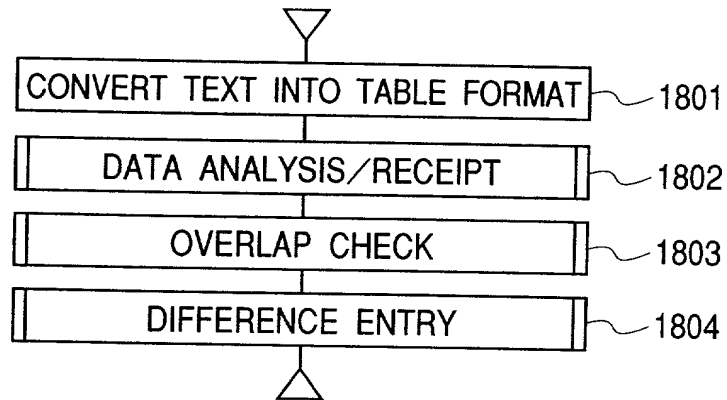 CONVERT TEXT INTO TABLE FORMAT 1801
DATA ANALYSIS/RECEIPT 1802
OVERLAP CHECK 1803
DIFFERENCE ENTRY 1804